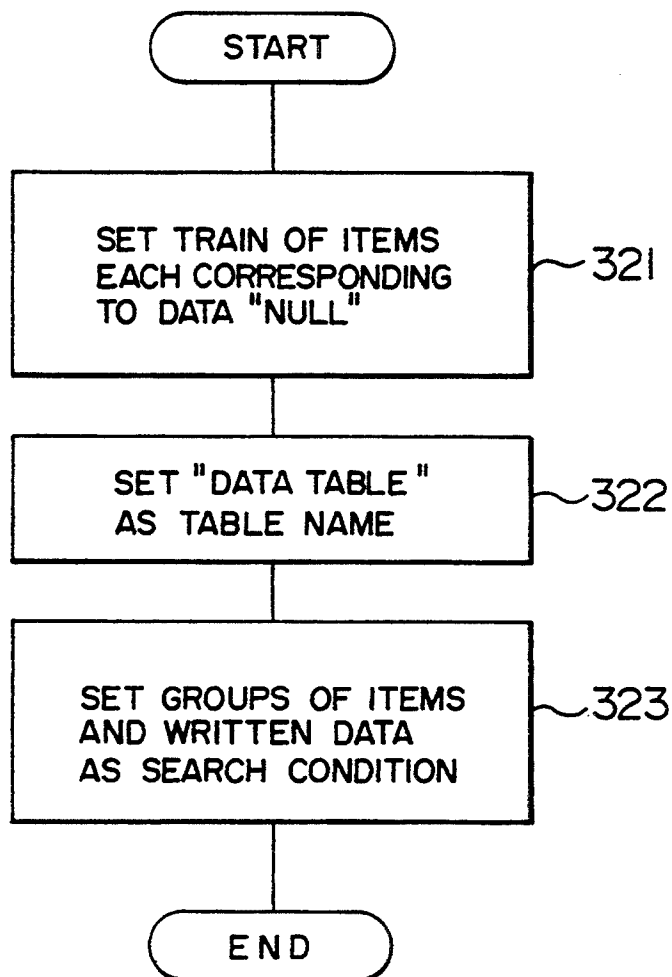 START
SET TRAIN OF ITEMS
EACH CORRESPONDING
TO DATA "NULL"
321
SET "DATA TABLE"
AS TABLE NAME
322
SET GROUPS OF ITEMS
AND WRITTEN DATA
AS SEARCH CONDITION
323
END